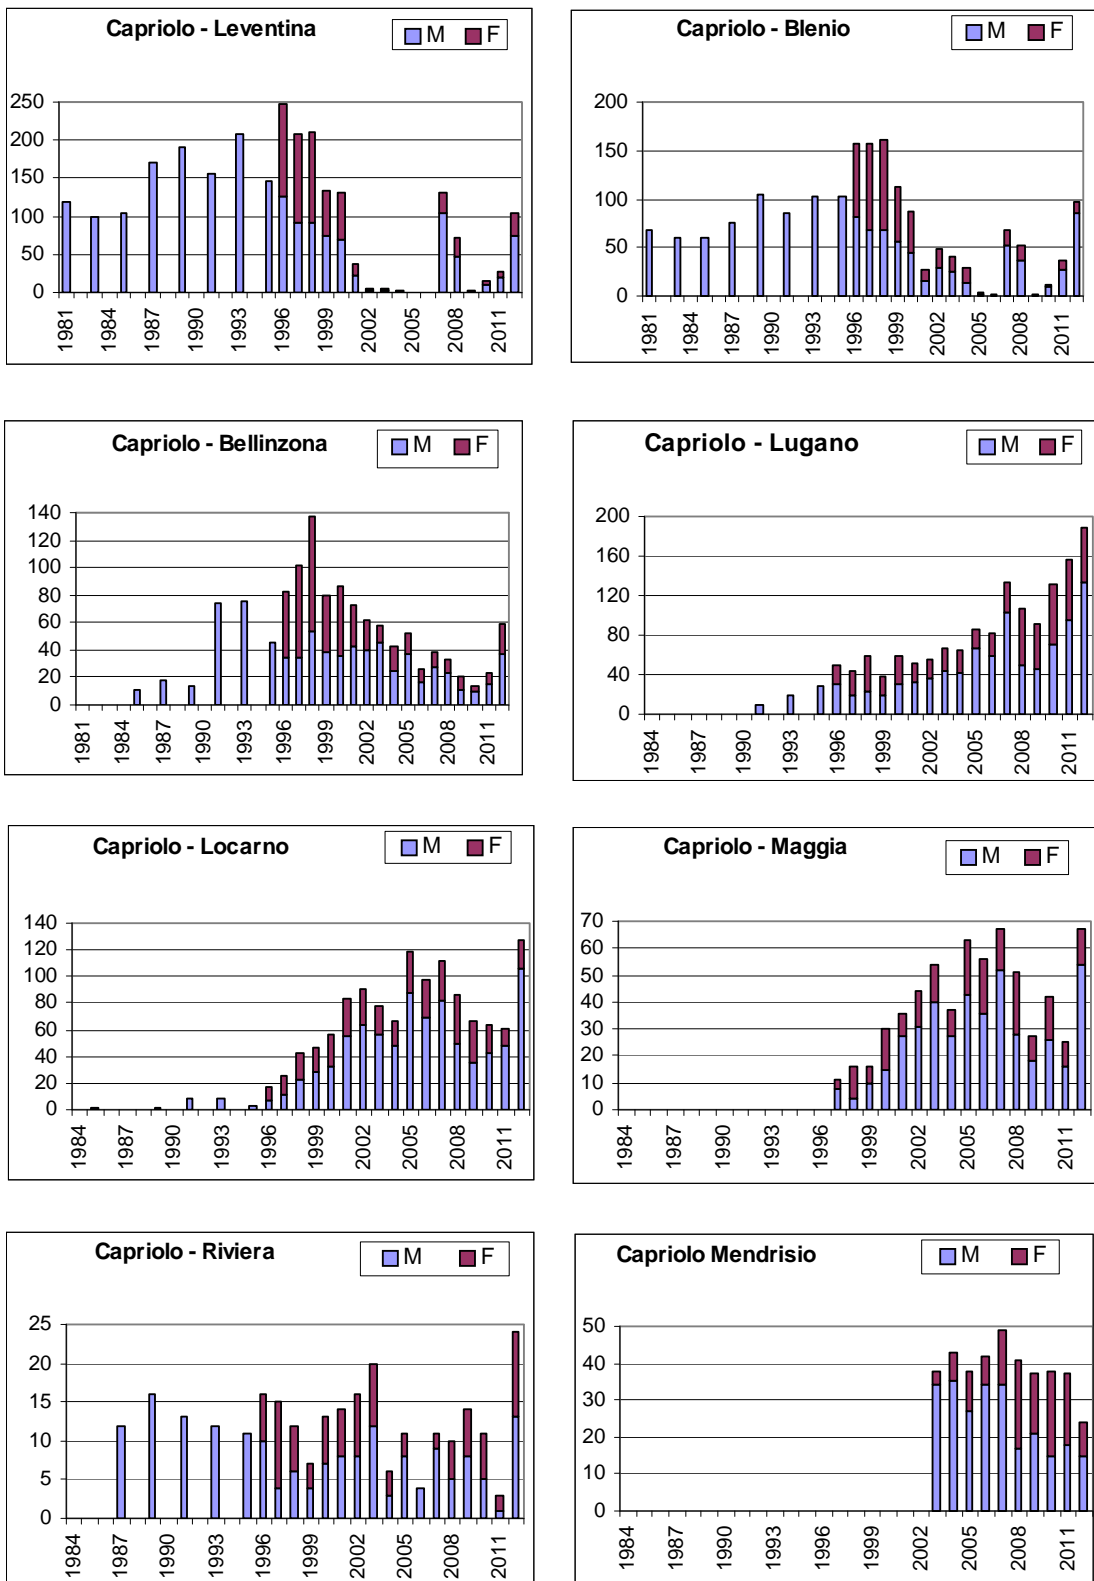 Capriolo - Leventina
M F
250
200
150
100
50
0
1981 1984 1987 1990 1993 1996 1999 2002 2005 2008 2011
Capriolo - Blenio
M F
200
150
100
50
0
1981 1984 1987 1990 1993 1996 1999 2002 2005 2008 2011
Capriolo - Bellinzona
M F
140
120
100
80
60
40
20
0
1981 1984 1987 1990 1993 1996 1999 2002 2005 2008 2011
Capriolo - Lugano
M F
200
160
120
80
40
0
1984 1987 1990 1993 1996 1999 2002 2005 2008 2011
Capriolo - Locarno
M F
140
120
100
80
60
40
20
0
1984 1987 1990 1993 1996 1999 2002 2005 2008 2011
Capriolo - Maggia
M F
70
60
50
40
30
20
10
0
1984 1987 1990 1993 1996 1999 2002 2005 2008 2011
Capriolo - Riviera
M F
25
20
15
10
5
0
1984 1987 1990 1993 1996 1999 2002 2005 2008 2011
Capriolo Mendrisio
M F
50
40
30
20
10
0
1984 1987 1990 1993 1996 1999 2002 2005 2008 2011